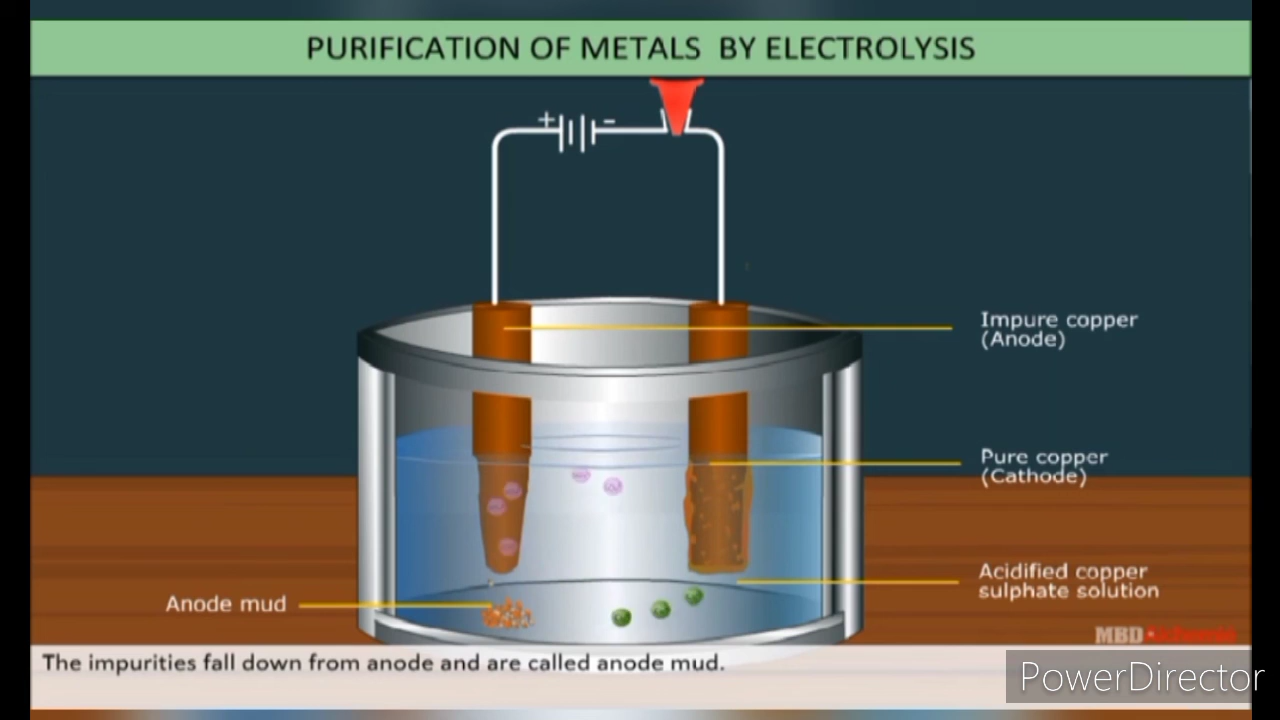 PURIFICATION OF METALS BY ELECTROLYSIS
+ -
Impure copper
(Anode)
Pure copper
(Cathode)
Acidified copper
sulphate solution
Anode mud
MBD
The impurities fall down from anode and are called anode mud.
PowerDirector